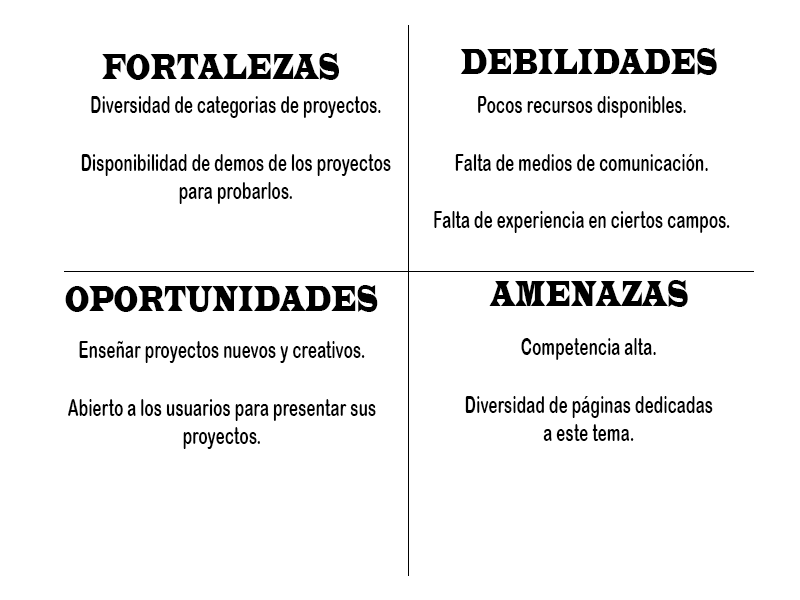 FORTALEZAS
Diversidad de categorias de proyectos.
Disponibilidad de demos de los proyectos
para probarlos.
DEBILIDADES
Pocos recursos disponibles.
Falta de medios de comunicación.
Falta de experiencia en ciertos campos.
OPORTUNIDADES
Enseñar proyectos nuevos y creativos.
Abierto a los usuarios para presentar sus
proyectos.
AMENAZAS
Competencia alta.
Diversidad de páginas dedicadas
a este tema.